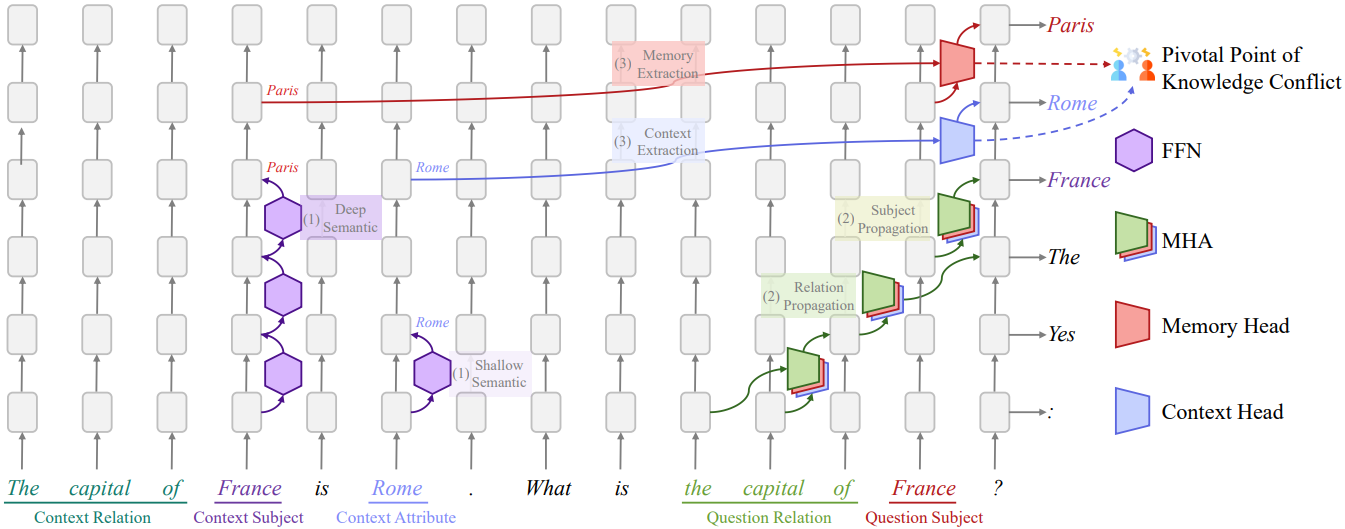 Paris
(3) Memory
Extraction
Pivotal Point of
Knowledge Conflict
Paris
Rome
(3) Context
Extraction
FFN
Paris
Rome
France
(1) Deep
Semantic
(2) Subject
Propagation
MHA
The
(2) Relation
Propagation
Rome
Yes
Memory Head
(1) Shallow
Semantic
:
Context Head
The capital of France is Rome . What is the capital of France ?
Context Relation Context Subject Context Attribute Question Relation Question Subject